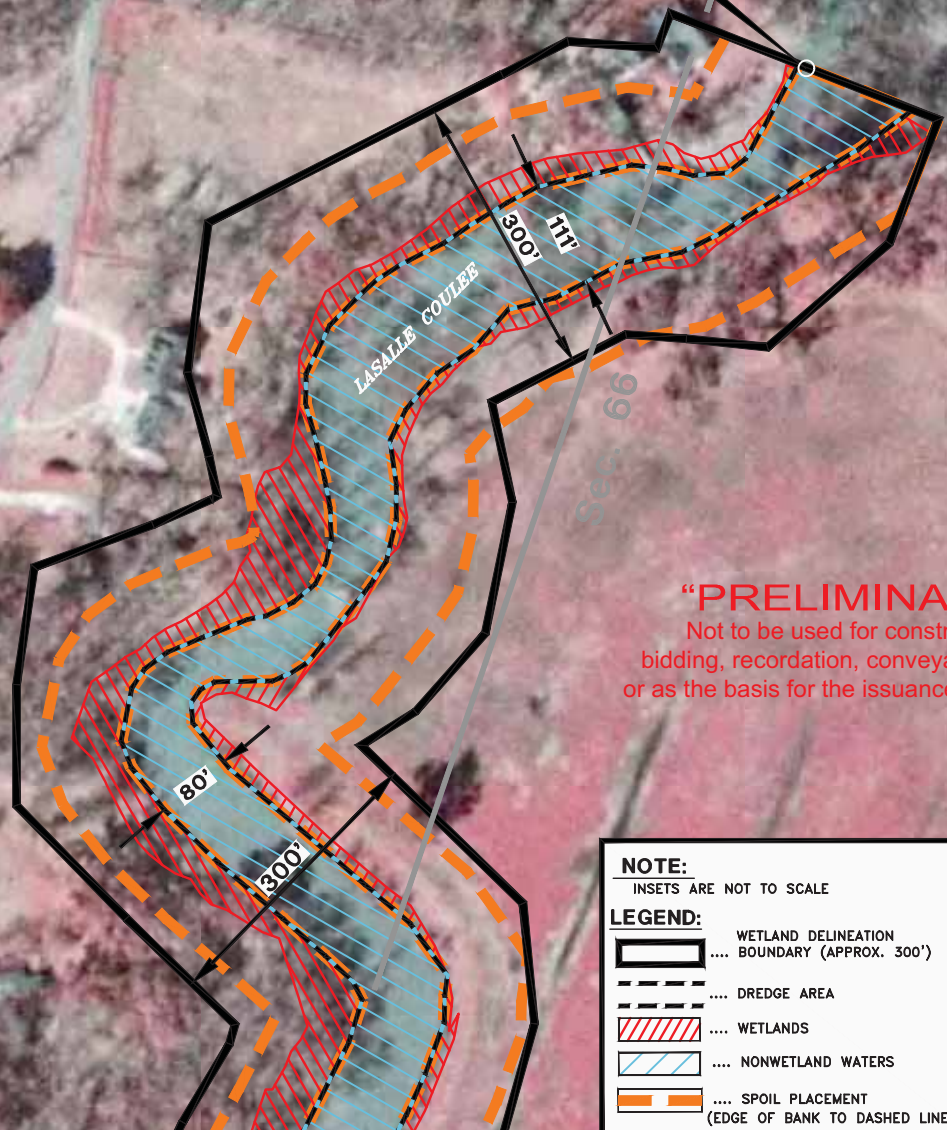 300'
111'
LASALLE COULEE
Sec 66
"PRELIMINA
Not to be used for constr
bidding, recordation, conveya
or as the basis for the issuance
80'
300'
NOTE:
INSETS ARE NOT TO SCALE
LEGEND:
.... WETLAND DELINEATION
BOUNDARY (APPROX. 300')
.... DREDGE AREA
.... WETLANDS
.... NONWETLAND WATERS
.... SPOIL PLACEMENT
(EDGE OF BANK TO DASHED LINE